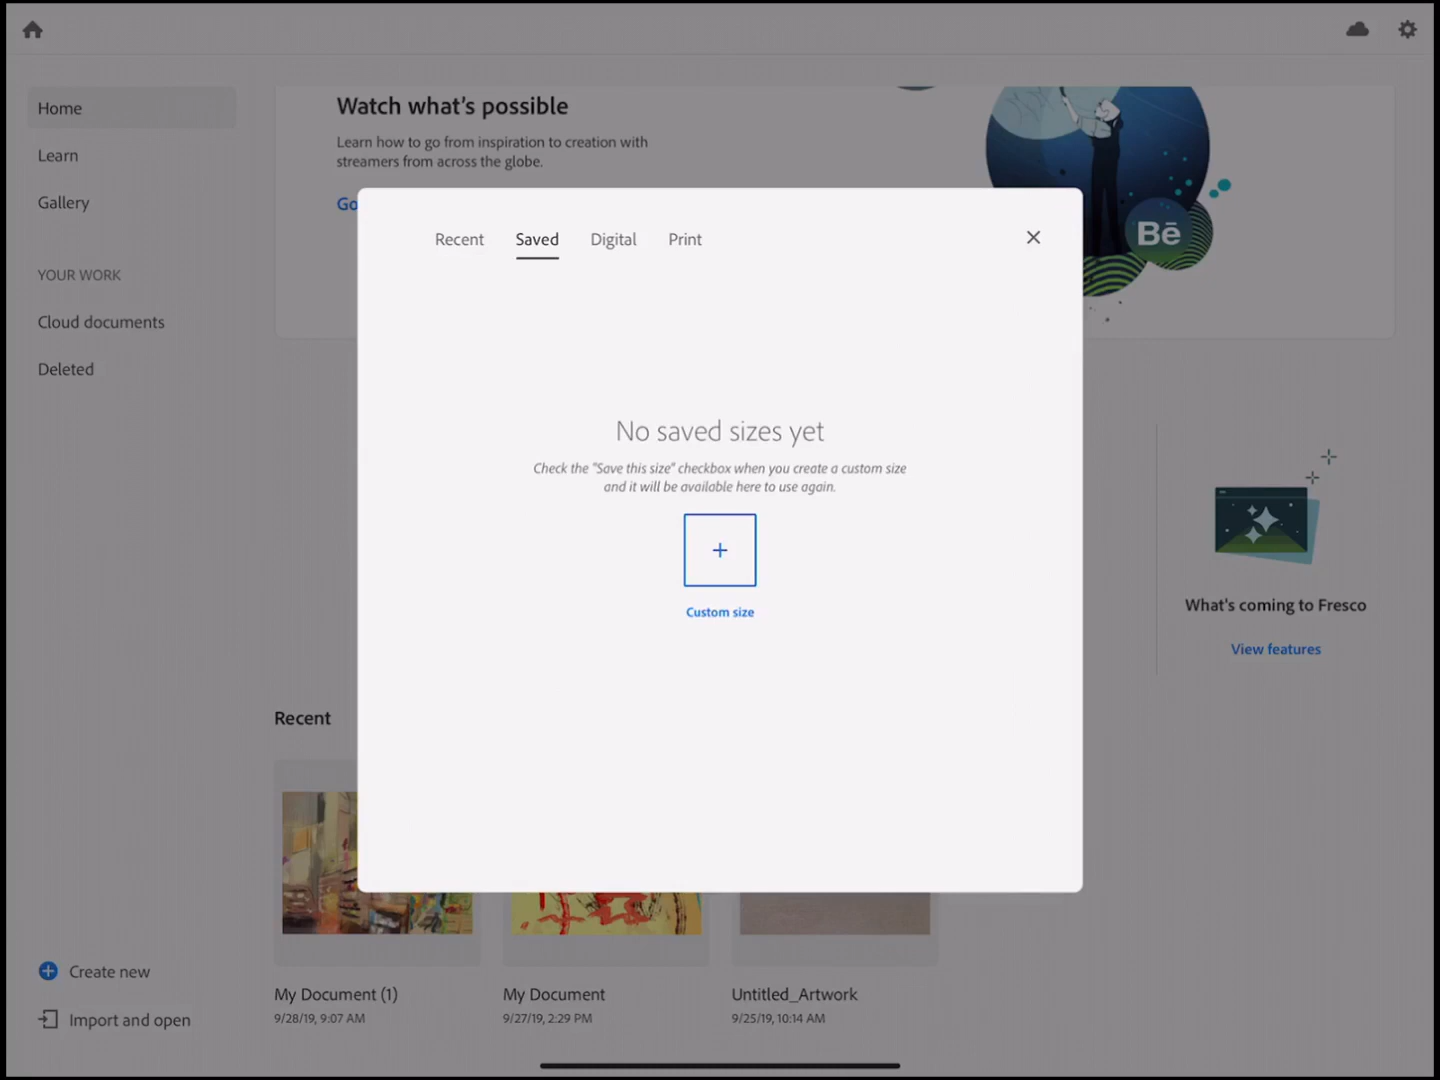 Home
Learn
Gallery
YOUR WORK
Cloud documents
Deleted
Create new
Import and open
Watch what's possible
Learn how to go from inspiration to creation with
streamers from across the globe.
Go
Bē
Recent
Saved
Digital
Print
No saved sizes yet
Check the "Save this size" checkbox when you create a custom size
and it will be available here to use again.
Custom size
What's coming to Fresco
View features
Recent
My Document (1)
9/28/19, 9:07 AM
My Document
9/27/19, 2:29 PM
Untitled_Artwork
9/25/19, 10:14 AM